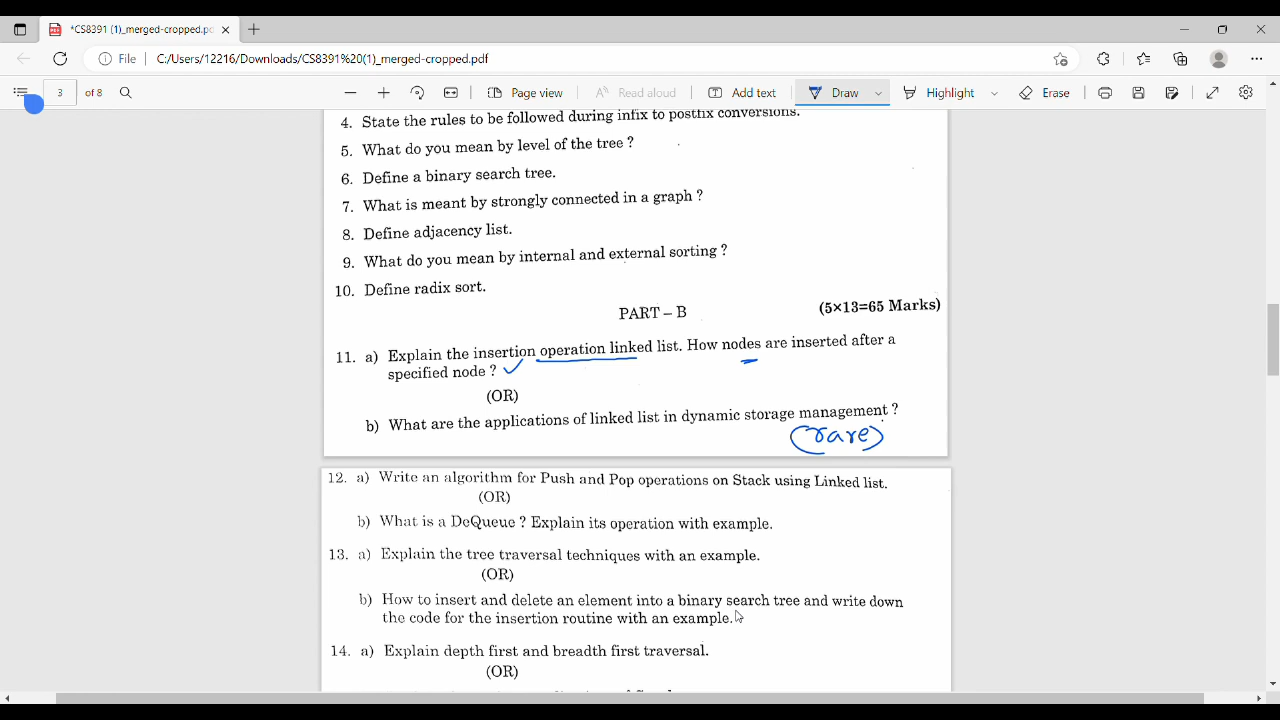 *CS8391 (1)_merged-cropped.pd
File
C:/Users/12216/Downloads/CS8391%20(1)_merged-cropped.pdf
3 of 8
Page view
Read aloud
Add text
Draw
Highlight
Erase
4. State the rules to be followed during infix to postfix conversions.
5. What do you mean by level of the tree ?
6. Define a binary search tree.
7. What is meant by strongly connected in a graph ?
8. Define adjacency list.
9. What do you mean by internal and external sorting ?
10. Define radix sort.
PART – B (5×13=65 Marks)
11. a) Explain the insertion operation linked list. How nodes are inserted after a
specified node ?
(OR)
b) What are the applications of linked list in dynamic storage management ?
(rare)
12. a) Write an algorithm for Push and Pop operations on Stack using Linked list.
(OR)
b) What is a DeQueue ? Explain its operation with example.
13. a) Explain the tree traversal techniques with an example.
(OR)
b) How to insert and delete an element into a binary search tree and write down
the code for the insertion routine with an example.
14. a) Explain depth first and breadth first traversal.
(OR)